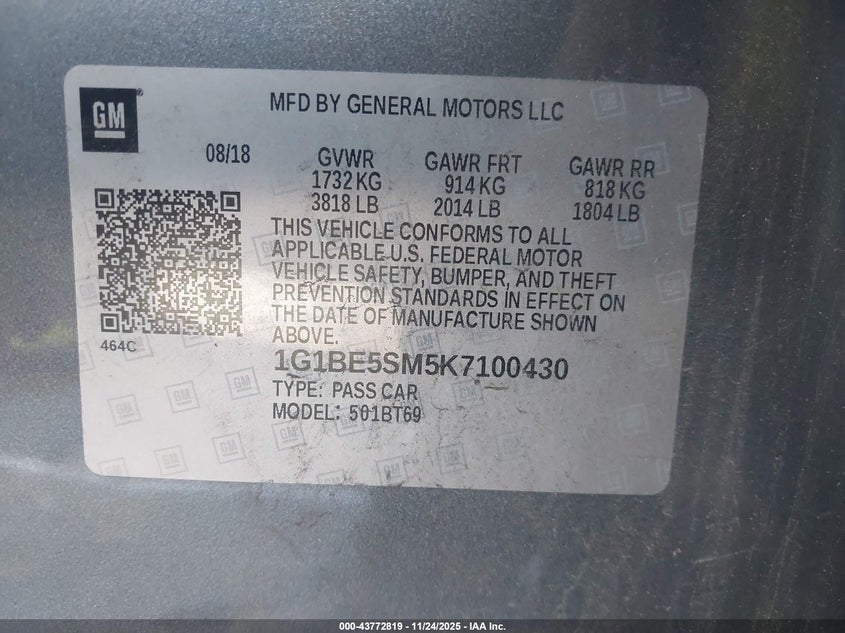 GM
MFD BY GENERAL MOTORS LLC
08/18
GVWR
1732 KG
3818 LB
GAWR FRT
914 KG
2014 LB
GAWR RR
818 KG
1804 LB
THIS VEHICLE CONFORMS TO ALL
APPLICABLE U.S. FEDERAL MOTOR
VEHICLE SAFETY, BUMPER, AND THEFT
PREVENTION STANDARDS IN EFFECT ON
THE DATE OF MANUFACTURE SHOWN
ABOVE.
464C
1G1BE5SM5K7100430
TYPE: PASS CAR
MODEL: 501BT69
000-43772819 - 11/24/2025 - IAA Inc.